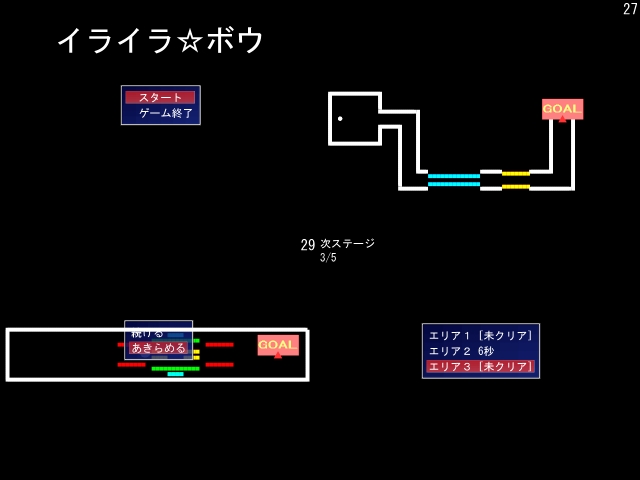 27
イライラ☆ボウ
スタート
ゲーム終了
GOAL
29 次ステージ
3/5
続ける
あきらめる
GOAL
エリア1 [未クリア]
エリア2 6秒
エリア3 [未クリア]